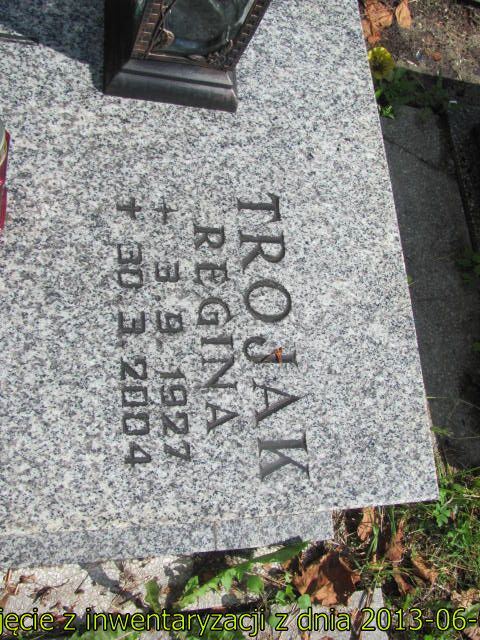 TROJAK
REGINA
+ 3.9.1927
+ 30.3.2004
jęcie z inwentaryzacji z dnia 2013-06-